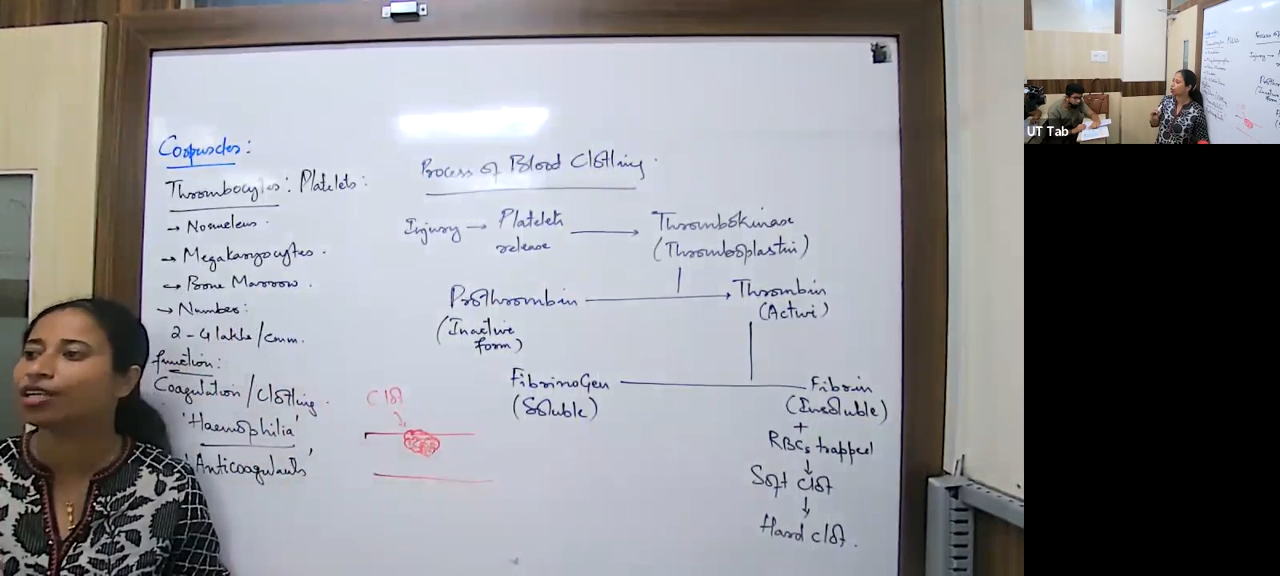 Corpuscles:
Thrombocytes: Platelets:
→ Nonucleus.
→ Megakaryocytes.
→ Bone Marrow.
→ Number:
2-4 lakhs/cmm.
function:
Coagulation/Clotting.
'Haemophilia'
'Anticoagulants'
Process of Blood Clotting.
Injury → Platelets release → Thrombokinase
(Thromboplastin)
Prothrombin → Thrombin
(Inactive form) (Active)
FibrinoGen Fibrin
(Soluble) (Insoluble)
+
RBCs trapped
↓
Soft Clot
↓
Hard clot.
Clot
UT Tab